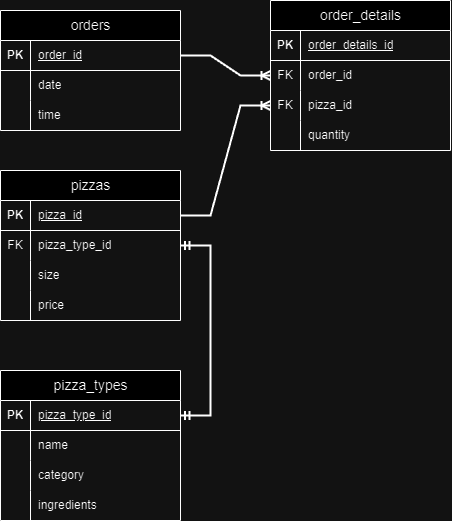 orders
PK order_id
date
time
order_details
PK order_details_id
FK order_id
FK pizza_id
quantity
pizzas
PK pizza_id
FK pizza_type_id
size
price
pizza_types
PK pizza_type_id
name
category
ingredients